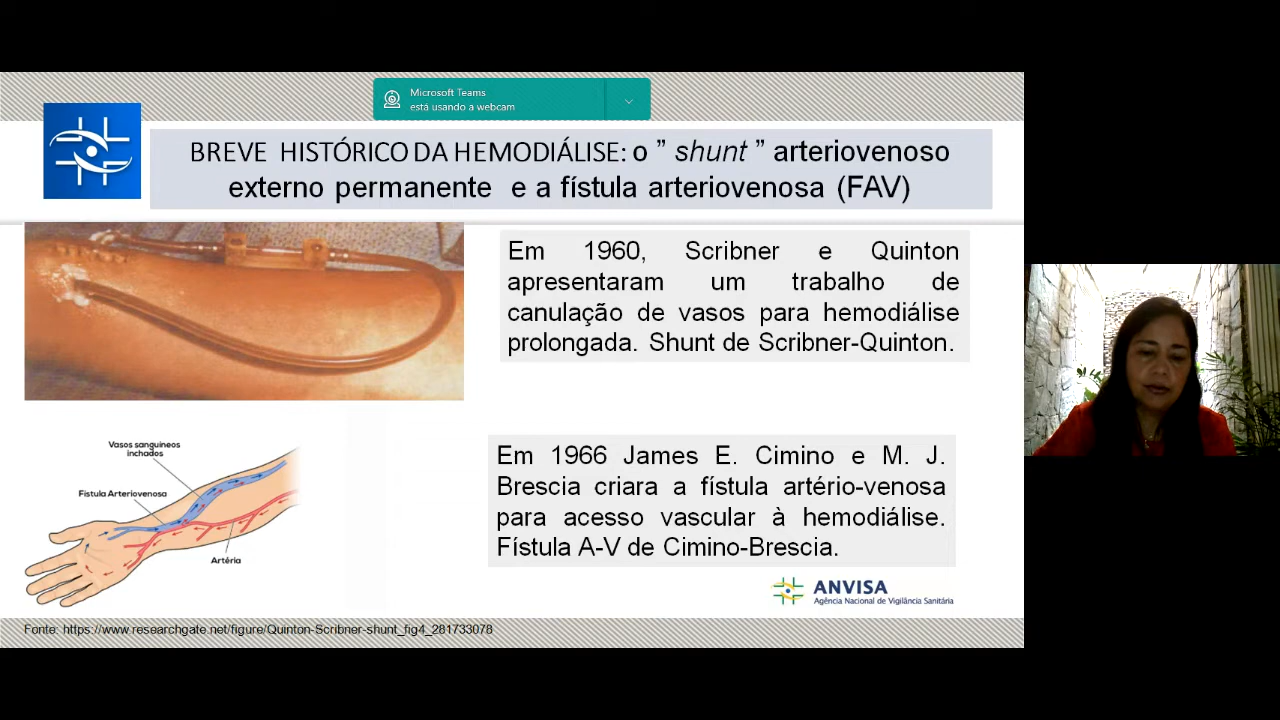 Microsoft Teams
está usando a webcam
BREVE HISTÓRICO DA HEMODIÁLISE: o ” shunt ” arteriovenoso
externo permanente e a fístula arteriovenosa (FAV)
Em 1960, Scribner e Quinton
apresentaram um trabalho de
canulação de vasos para hemodiálise
prolongada. Shunt de Scribner-Quinton.
Vasos sanguíneos
inchados
Fístula Arteriovenosa
Artéria
Em 1966 James E. Cimino e M. J.
Brescia criara a fístula artério-venosa
para acesso vascular à hemodiálise.
Fístula A-V de Cimino-Brescia.
ANVISA
Agência Nacional de Vigilância Sanitária
Fonte: https://www.researchgate.net/figure/Quinton-Scribner-shunt_fig4_281733078